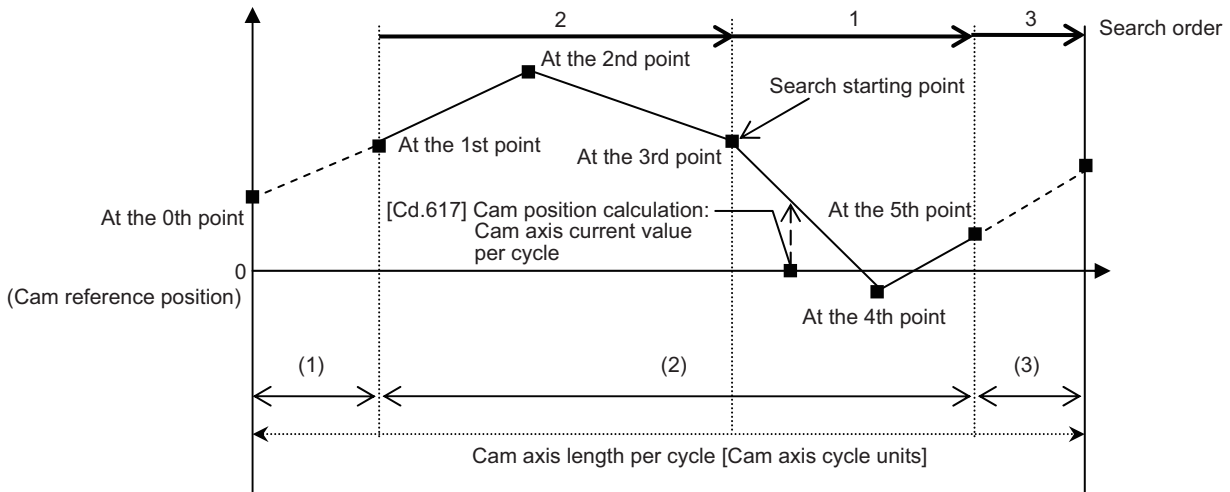 2
1
3
Search order
At the 2nd point
Search starting point
At the 1st point
At the 3rd point
At the 0th point
[Cd.617] Cam position calculation:
Cam axis current value
per cycle
At the 5th point
0
(Cam reference position)
At the 4th point
(1)
(2)
(3)
Cam axis length per cycle [Cam axis cycle units]